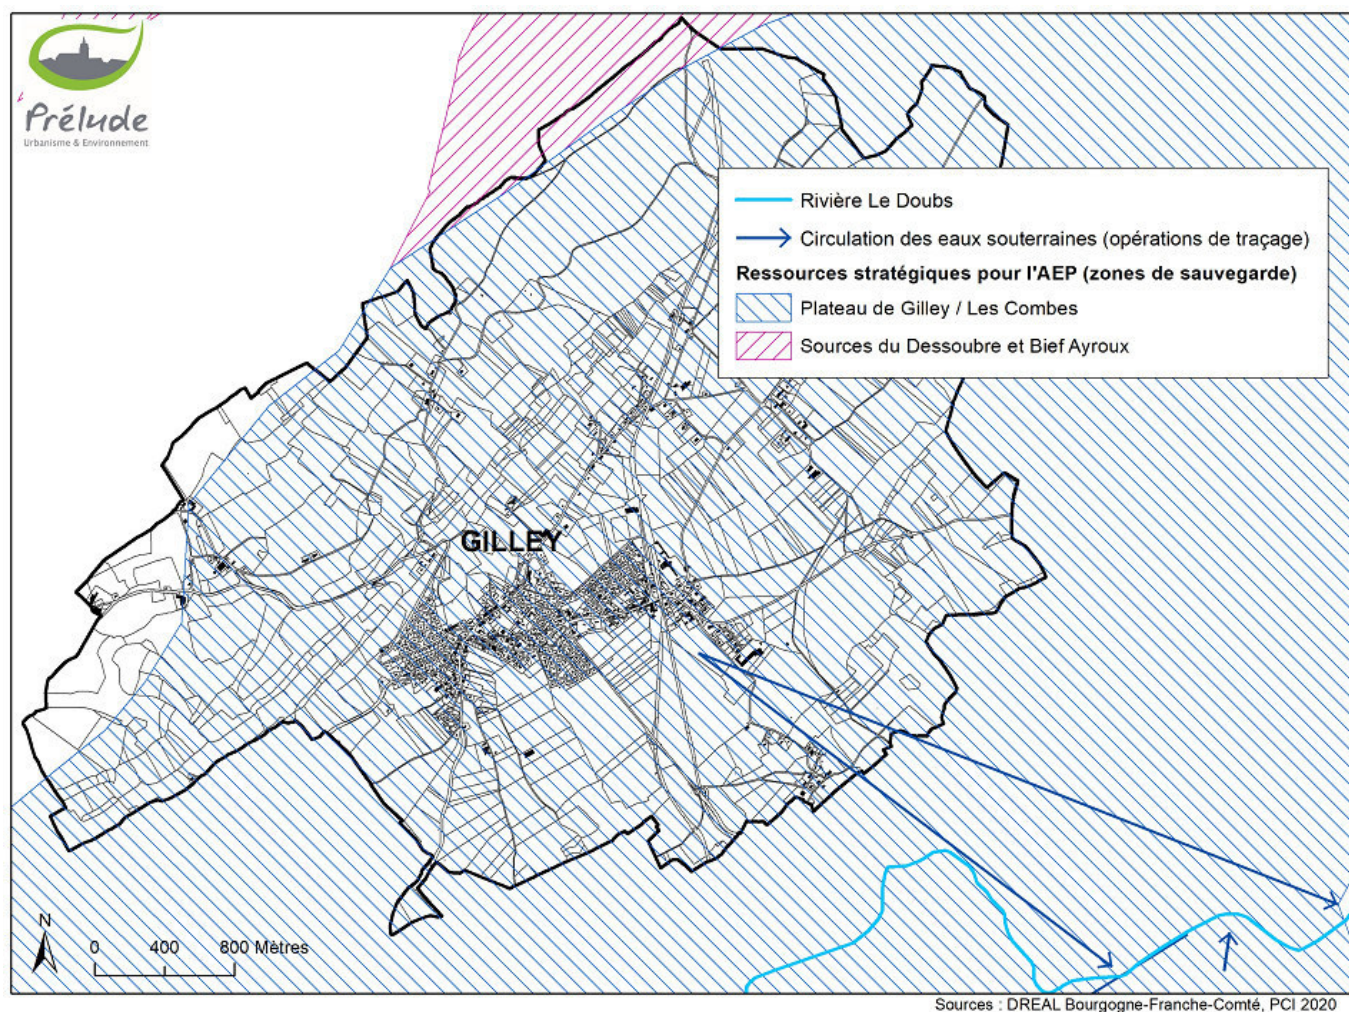 Prélude
Urbanisme & Environnement
Rivière Le Doubs
Circulation des eaux souterraines (opérations de traçage)
Ressources stratégiques pour l'AEP (zones de sauvegarde)
Plateau de Gilley / Les Combes
Sources du Dessoubre et Bief Ayroux
GILLEY
N
0 400 800 Mètres
Sources : DREAL Bourgogne-Franche-Comté, PCI 2020